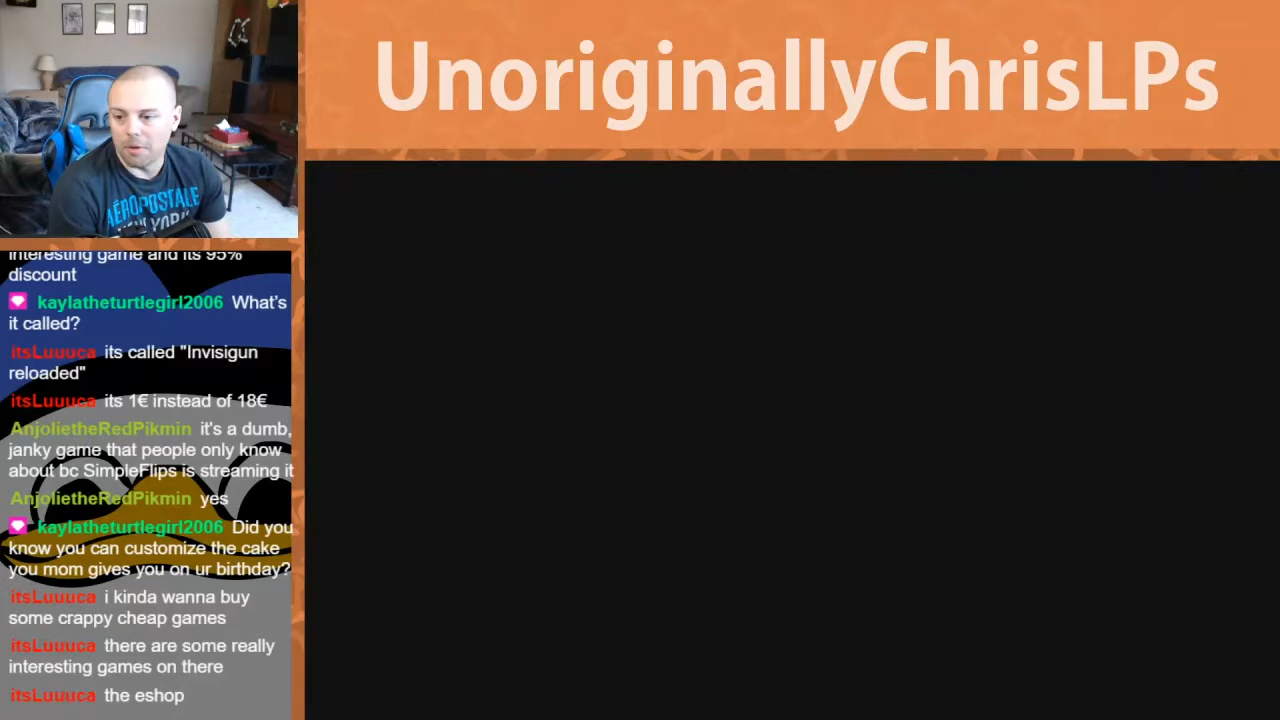 UnoriginallyChrisLPs
AÉROPOSTALE
NEW YORK
interesting game and its 95%
discount
kaylatheturtlegirl2006 What's
it called?
itsLuuuca its called "Invisigun
reloaded"
itsLuuuca its 1€ instead of 18€
AnjolietheRedPikmin it's a dumb,
janky game that people only know
about bc SimpleFlips is streaming it
AnjolietheRedPikmin yes
kaylatheturtlegirl2006 Did you
know you can customize the cake
you mom gives you on ur birthday?
itsLuuuca i kinda wanna buy
some crappy cheap games
itsLuuuca there are some really
interesting games on there
itsLuuuca the eshop